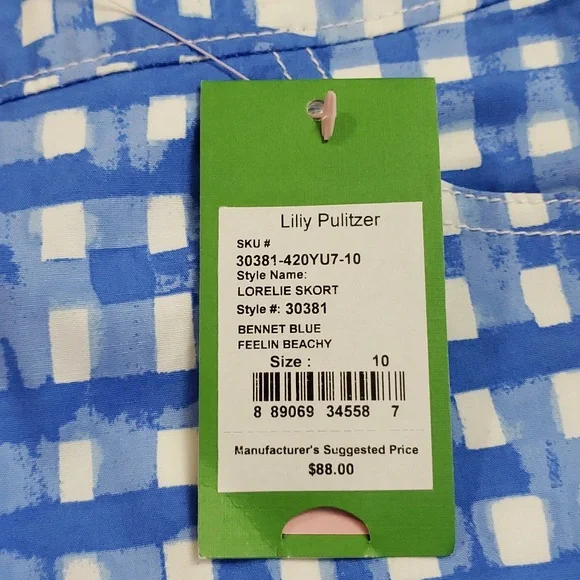 Lilly Pulitzer
SKU #
30381-420YU7-10
Style Name:
LORELIE SKORT
Style #: 30381
BENNET BLUE
FEELIN BEACHY
Size : 10
8 89069 34558 7
Manufacturer's Suggested Price
$88.00